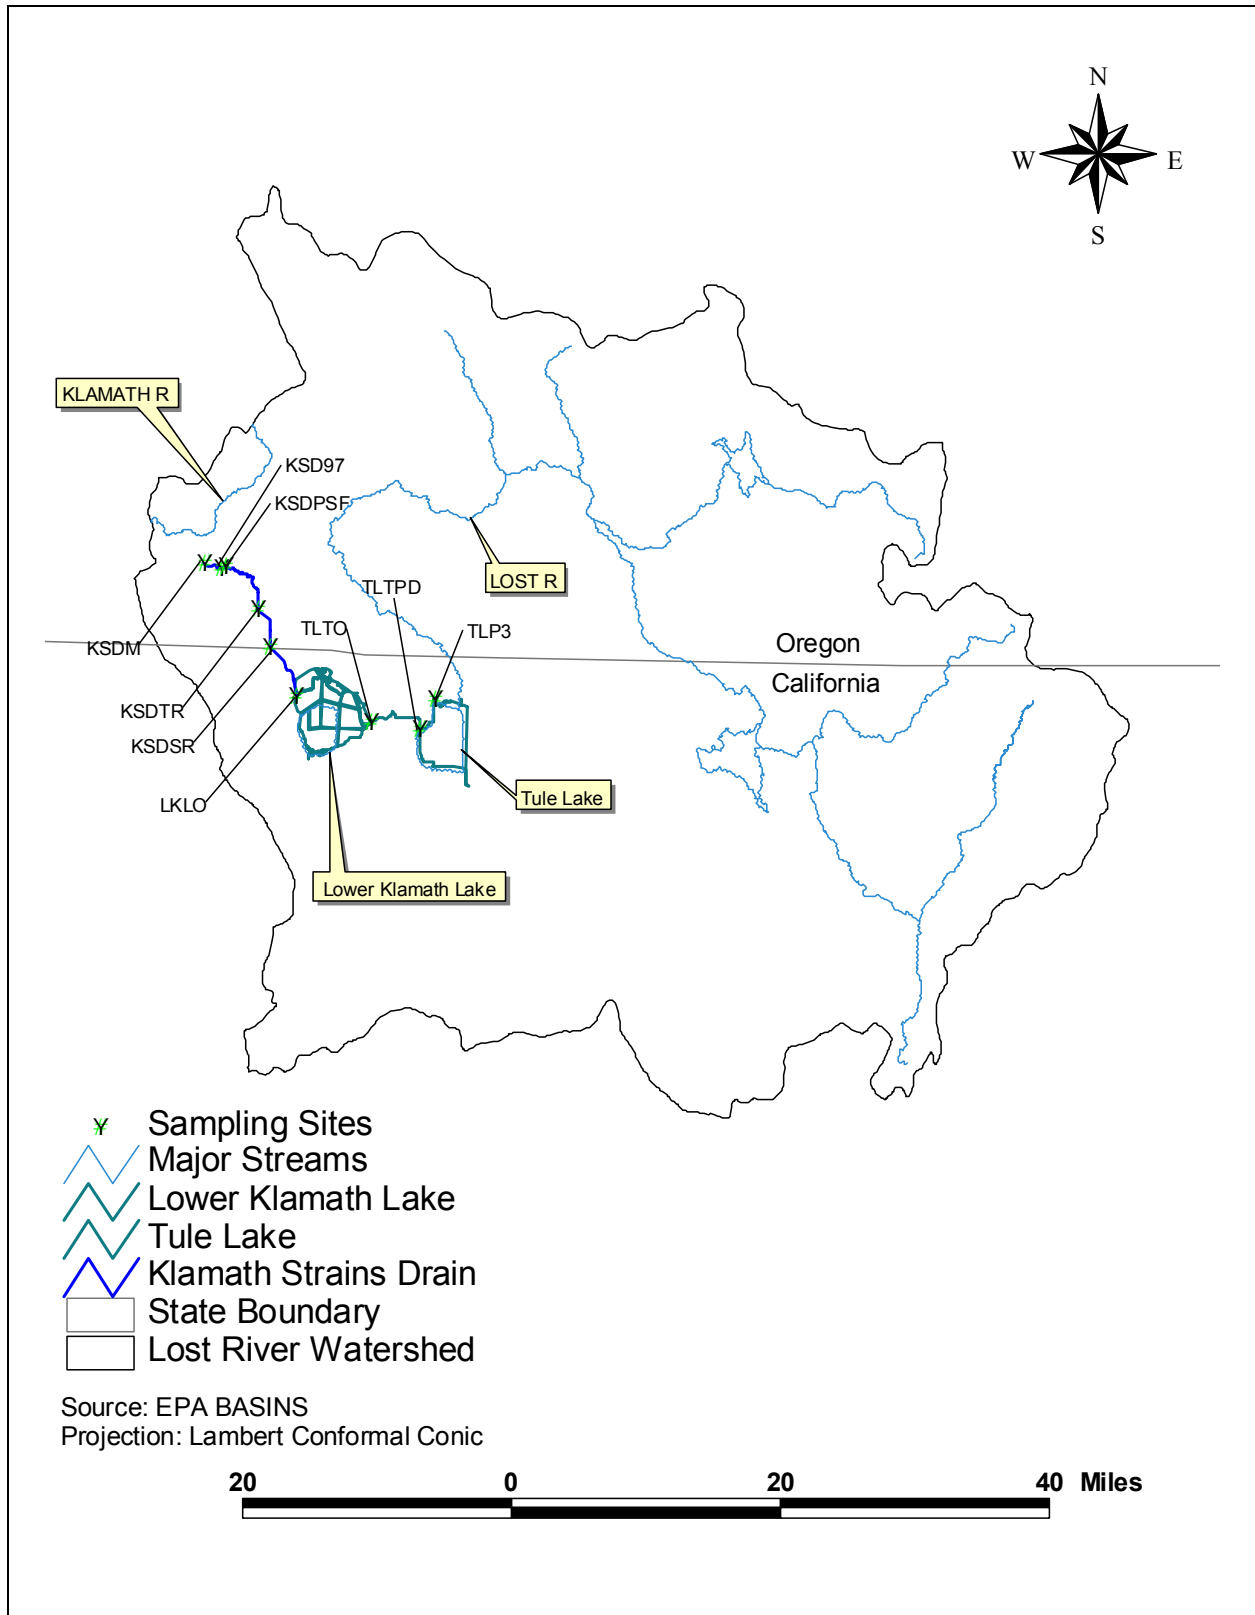 N
W E
S
KLAMATH R
KSD97
KSDPSF
LOST R
TLTPD
TLTO
TLP3
KSDM
Oregon
California
KSDTR
KSDSR
LKLO
Tule Lake
Lower Klamath Lake
Sampling Sites
Major Streams
Lower Klamath Lake
Tule Lake
Klamath Strains Drain
State Boundary
Lost River Watershed
Source: EPA BASINS
Projection: Lambert Conformal Conic
20 0 20 40 Miles